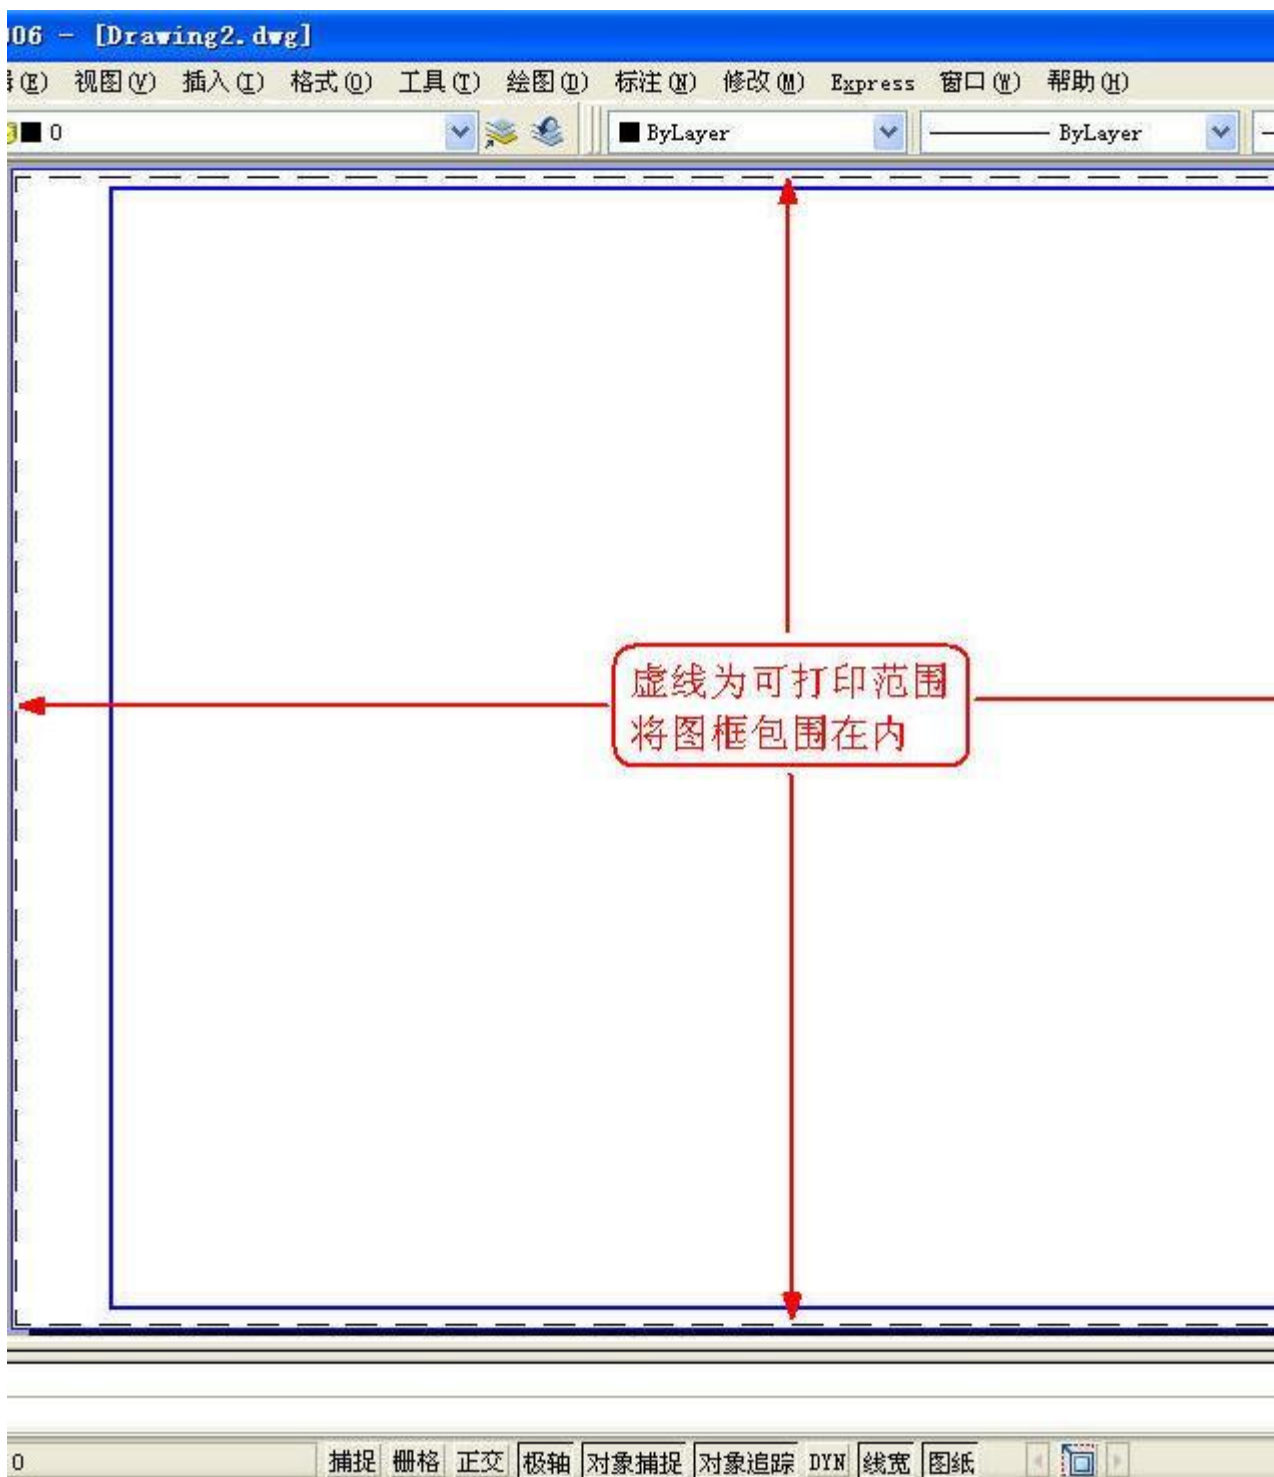 006 - [Drawing2.dwg]
(E) 视图(V) 插入(I) 格式(O) 工具(T) 绘图(D) 标注(N) 修改(M) Express 窗口(W) 帮助(H)
0 ByLayer ByLayer
虚线为可打印范围
将图框包围在内
0 捕捉 栅格 正交 极轴 对象捕捉 对象追踪 DYN 线宽 图纸